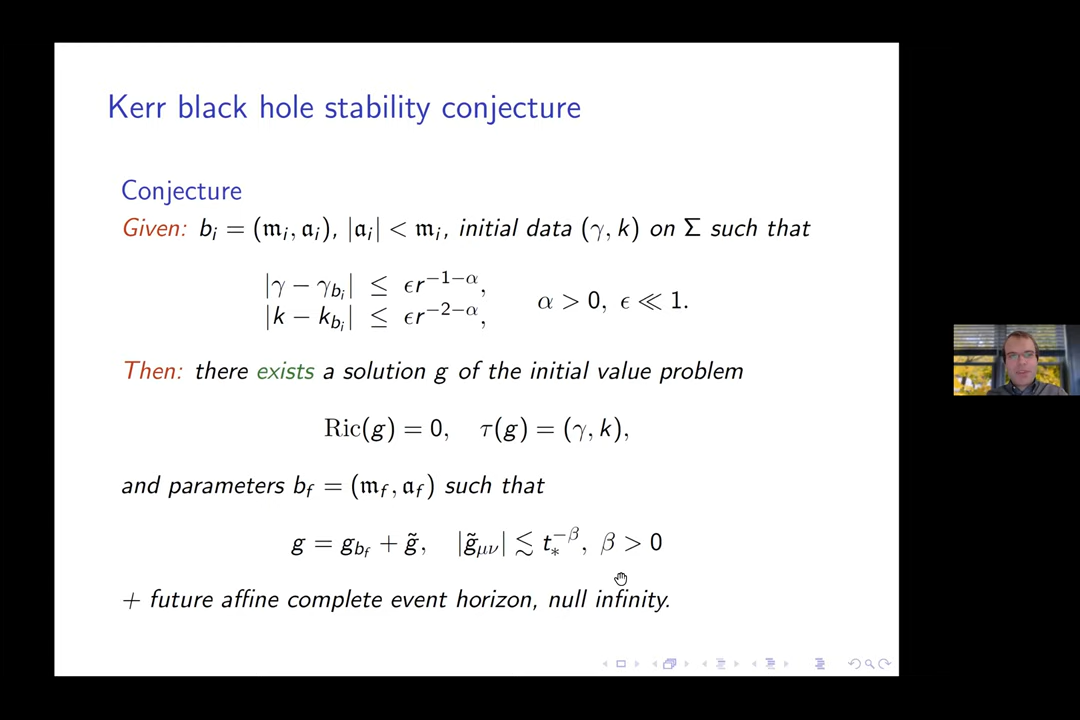 Kerr black hole stability conjecture
Conjecture
Given: b_i = (𝔪_i, 𝔞_i), |𝔞_i| < 𝔪_i, initial data (γ, k) on Σ such that
|γ − γ_{b_i}| ≤ ϵr^{−1−α},
|k − k_{b_i}| ≤ ϵr^{−2−α},
α > 0, ϵ ≪ 1.
Then: there exists a solution g of the initial value problem
Ric(g) = 0, τ(g) = (γ, k),
and parameters b_f = (𝔪_f, 𝔞_f) such that
g = g_{b_f} + g̃, |g̃_{μν}| ≲ t_*^{−β}, β > 0
+ future affine complete event horizon, null infinity.